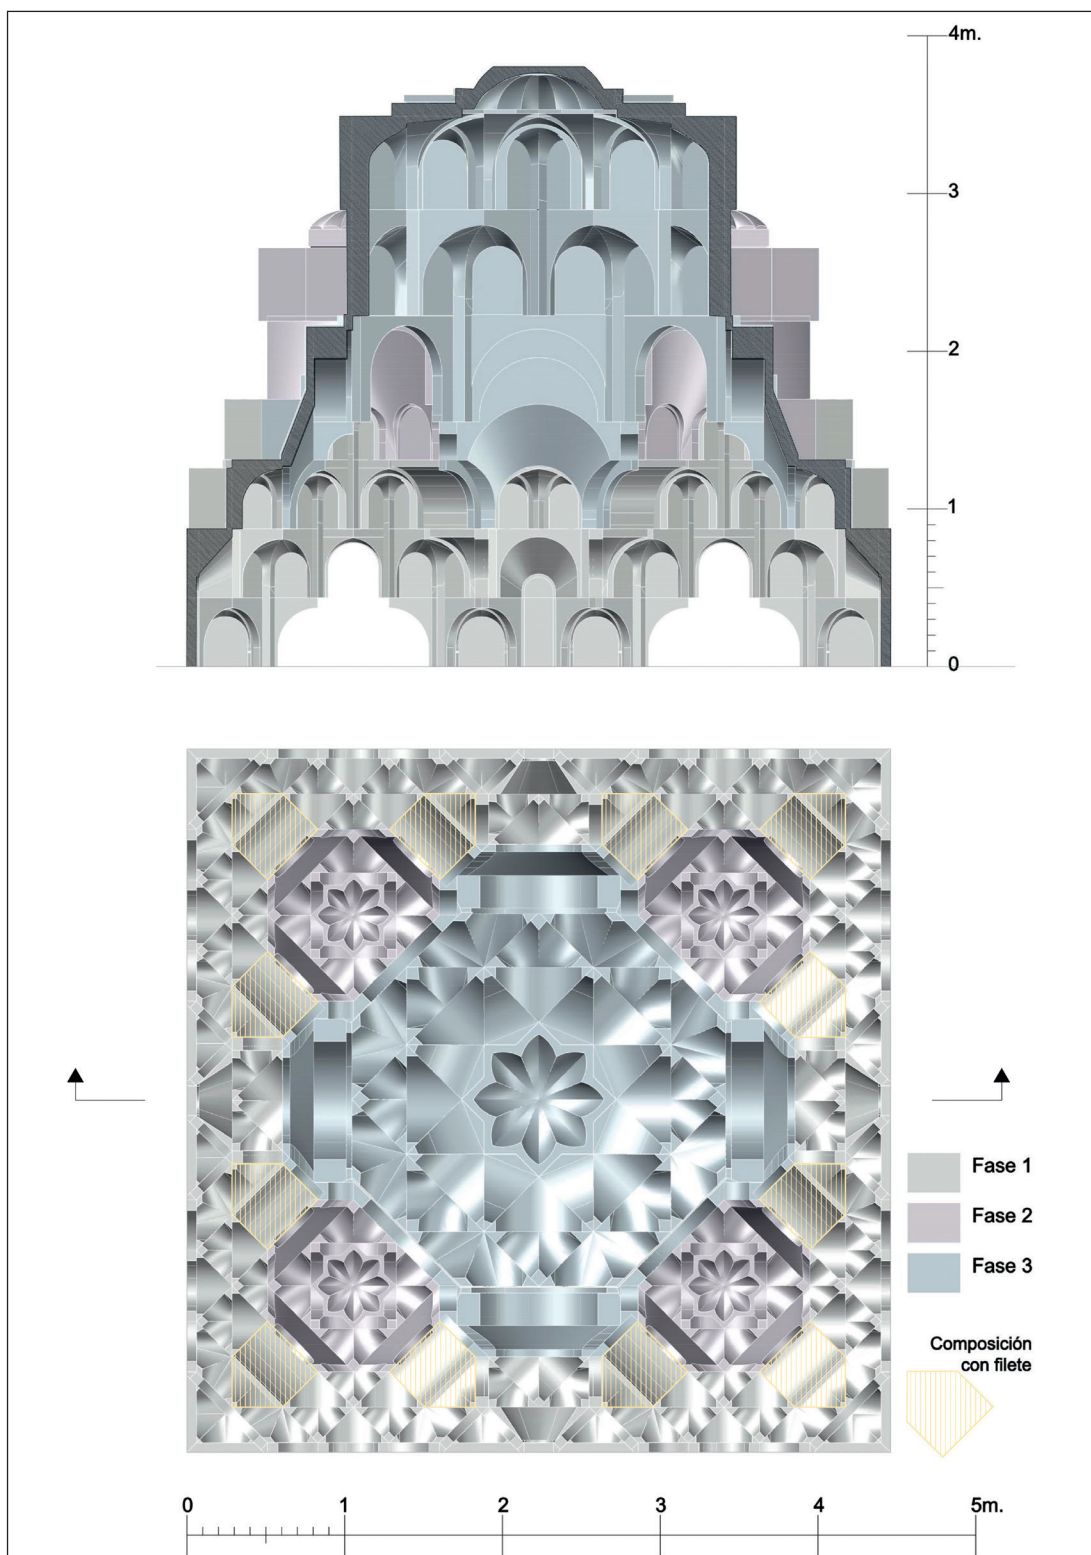 4m.
3
2
1
0
Fase 1
Fase 2
Fase 3
Composición
con filete
0 1 2 3 4 5m.